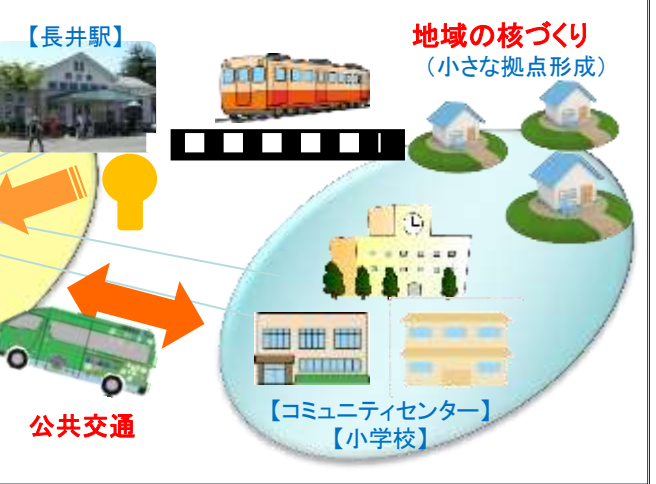 【長井駅】
地域の核づくり
（小さな拠点形成）
公共交通
【コミュニティセンター】
【小学校】